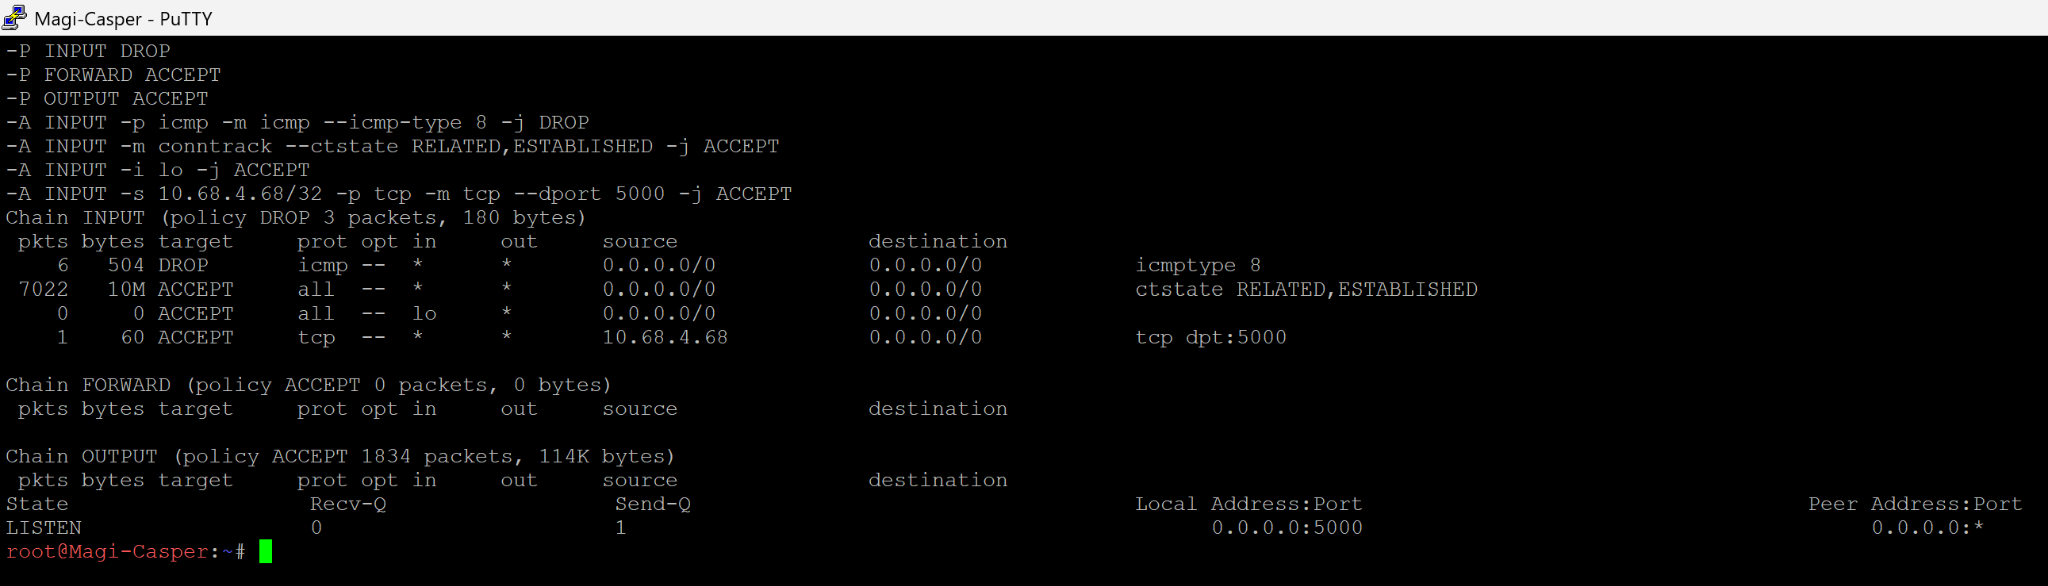 Magi-Casper - PuTTY
-P INPUT DROP
-P FORWARD ACCEPT
-P OUTPUT ACCEPT
-A INPUT -p icmp -m icmp --icmp-type 8 -j DROP
-A INPUT -m conntrack --ctstate RELATED,ESTABLISHED -j ACCEPT
-A INPUT -i lo -j ACCEPT
-A INPUT -s 10.68.4.68/32 -p tcp -m tcp --dport 5000 -j ACCEPT
Chain INPUT (policy DROP 3 packets, 180 bytes)
 pkts bytes target     prot opt in     out     source               destination
    6   504 DROP       icmp --  *      *       0.0.0.0/0            0.0.0.0/0            icmptype 8
 7022   10M ACCEPT     all  --  *      *       0.0.0.0/0            0.0.0.0/0            ctstate RELATED,ESTABLISHED
    0     0 ACCEPT     all  --  lo     *       0.0.0.0/0            0.0.0.0/0
    1    60 ACCEPT     tcp  --  *      *       10.68.4.68           0.0.0.0/0            tcp dpt:5000
Chain FORWARD (policy ACCEPT 0 packets, 0 bytes)
 pkts bytes target     prot opt in     out     source               destination
Chain OUTPUT (policy ACCEPT 1834 packets, 114K bytes)
 pkts bytes target     prot opt in     out     source               destination
State                   Recv-Q                  Send-Q                                   Local Address:Port                                   Peer Address:Port
LISTEN                  0                       1                                              0.0.0.0:5000                                        0.0.0.0:*
root@Magi-Casper:~#